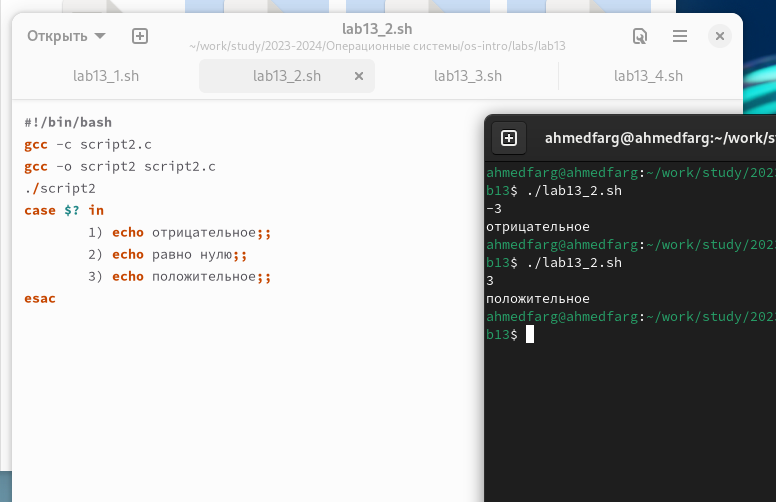 Открыть
lab13_2.sh
~/work/study/2023-2024/Операционные системы/os-intro/labs/lab13
lab13_1.sh
lab13_2.sh
lab13_3.sh
lab13_4.sh
#!/bin/bash
gcc -c script2.c
gcc -o script2 script2.c
./script2
case $? in
1) echo отрицательное;;
2) echo равно нулю;;
3) echo положительное;;
esac
ahmedfarg@ahmedfarg:~/work/s
ahmedfarg@ahmedfarg:~/work/study/202
b13$ ./lab13_2.sh
-3
отрицательное
ahmedfarg@ahmedfarg:~/work/study/202
b13$ ./lab13_2.sh
3
положительное
ahmedfarg@ahmedfarg:~/work/study/202
b13$